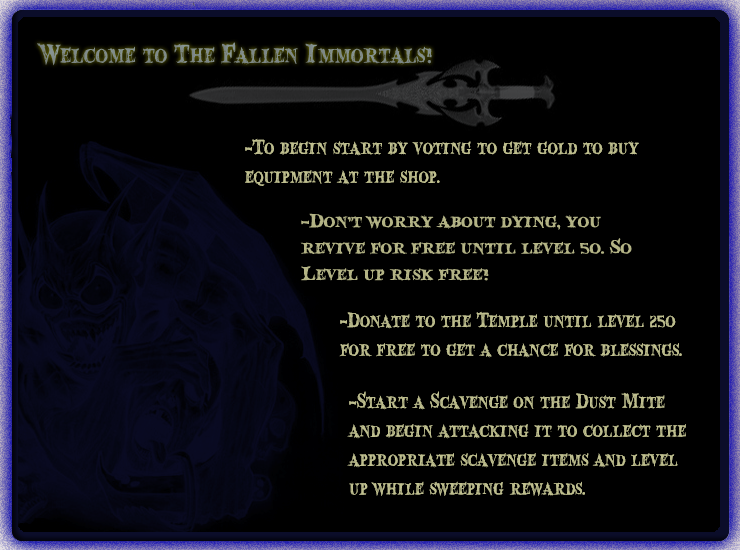 Welcome to The Fallen Immortals!
-To begin start by voting to get gold to buy
equipment at the shop.
-Don't worry about dying, you
revive for free until level 50. So
Level up risk free!
-Donate to the Temple until level 250
for free to get a chance for blessings.
-Start a Scavenge on the Dust Mite
and begin attacking it to collect the
appropriate scavenge items and level
up while sweeping rewards.